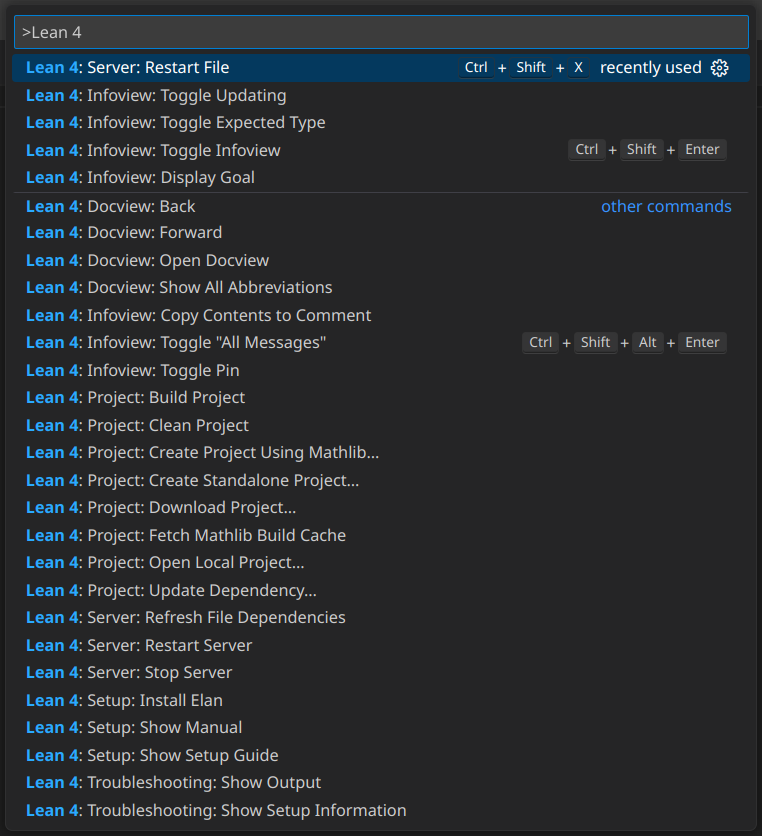 >Lean 4
Lean 4: Server: Restart File Ctrl + Shift + X recently used
Lean 4: Infoview: Toggle Updating
Lean 4: Infoview: Toggle Expected Type
Lean 4: Infoview: Toggle Infoview Ctrl + Shift + Enter
Lean 4: Infoview: Display Goal
Lean 4: Docview: Back other commands
Lean 4: Docview: Forward
Lean 4: Docview: Open Docview
Lean 4: Docview: Show All Abbreviations
Lean 4: Infoview: Copy Contents to Comment
Lean 4: Infoview: Toggle "All Messages" Ctrl + Shift + Alt + Enter
Lean 4: Infoview: Toggle Pin
Lean 4: Project: Build Project
Lean 4: Project: Clean Project
Lean 4: Project: Create Project Using Mathlib...
Lean 4: Project: Create Standalone Project...
Lean 4: Project: Download Project...
Lean 4: Project: Fetch Mathlib Build Cache
Lean 4: Project: Open Local Project...
Lean 4: Project: Update Dependency...
Lean 4: Server: Refresh File Dependencies
Lean 4: Server: Restart Server
Lean 4: Server: Stop Server
Lean 4: Setup: Install Elan
Lean 4: Setup: Show Manual
Lean 4: Setup: Show Setup Guide
Lean 4: Troubleshooting: Show Output
Lean 4: Troubleshooting: Show Setup Information